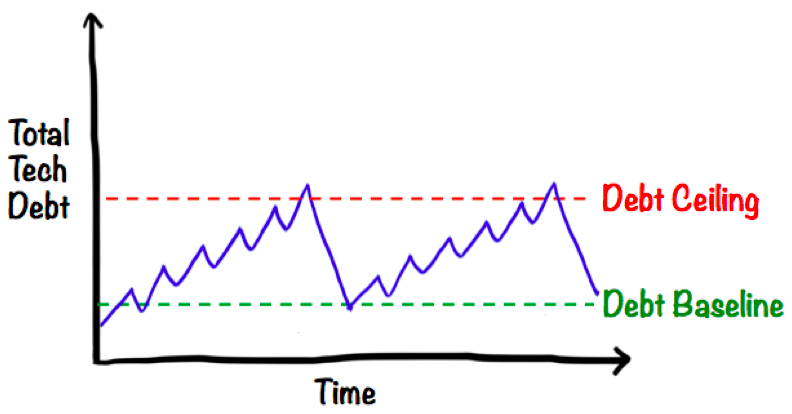 Total
Tech
Debt
Debt Ceiling
Debt Baseline
Time